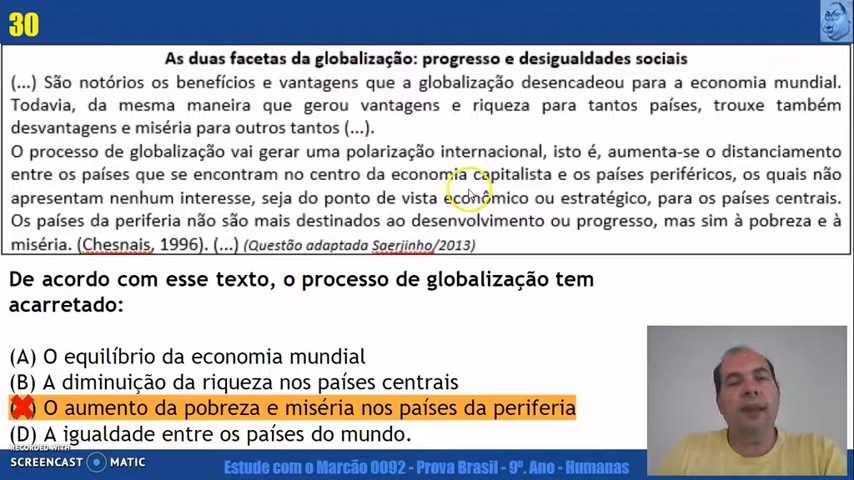 30
As duas facetas da globalização: progresso e desigualdades sociais
(...) São notórios os benefícios e vantagens que a globalização desencadeou para a economia mundial.
Todavia, da mesma maneira que gerou vantagens e riqueza para tantos países, trouxe também
desvantagens e miséria para outros tantos (...).
O processo de globalização vai gerar uma polarização internacional, isto é, aumenta-se o distanciamento
entre os países que se encontram no centro da economia capitalista e os países periféricos, os quais não
apresentam nenhum interesse, seja do ponto de vista econômico ou estratégico, para os países centrais.
Os países da periferia não são mais destinados ao desenvolvimento ou progresso, mas sim à pobreza e à
miséria. (Chesnais, 1996). (...) (Questão adaptada Saerjinho/2013)
De acordo com esse texto, o processo de globalização tem
acarretado:
(A) O equilíbrio da economia mundial
(B) A diminuição da riqueza nos países centrais
O aumento da pobreza e miséria nos países da periferia
(D) A igualdade entre os países do mundo.
RECORDED WITH
SCREENCAST MATIC
Estude com o Marcão 0092 - Prova Brasil - 9º. Ano - Humanas